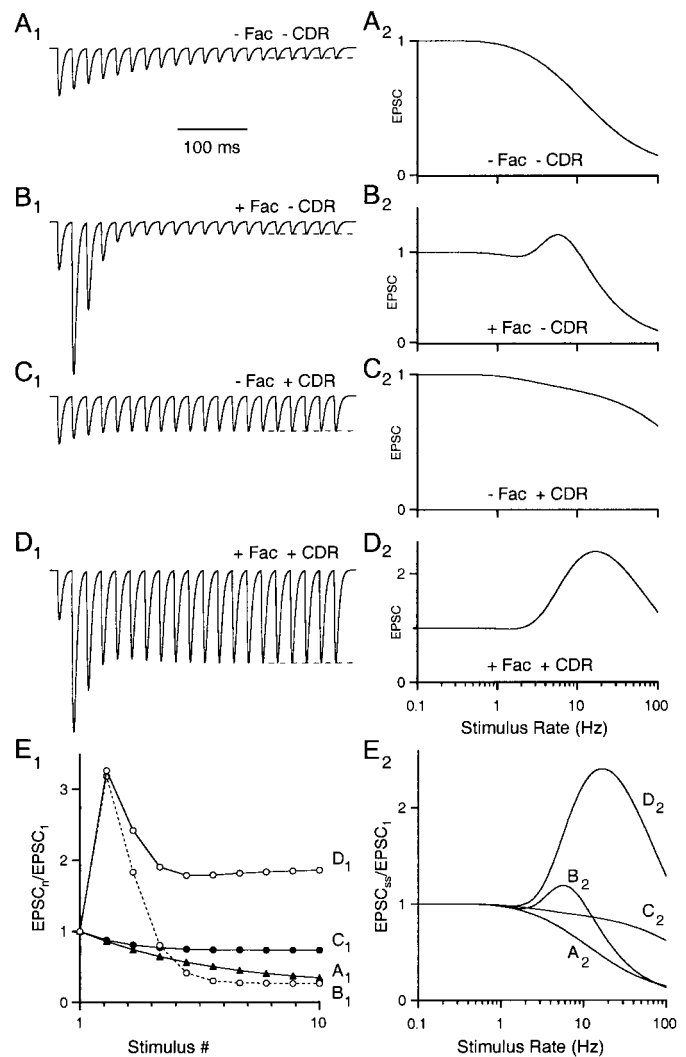 A1
- Fac - CDR
100 ms
A2
1
EPSC
0
- Fac - CDR
B1
+ Fac - CDR
B2
1
EPSC
0
+ Fac - CDR
C1
- Fac + CDR
C2
1
EPSC
0
- Fac + CDR
D1
+ Fac + CDR
D2
2
1
EPSC
0
+ Fac + CDR
0.1
1
10
100
Stimulus Rate (Hz)
E1
3
2
1
0
EPSCn/EPSC1
D1
C1
A1
B1
1
10
Stimulus #
E2
2
1
0
EPSCss/EPSC1
D2
B2
C2
A2
0.1
1
10
100
Stimulus Rate (Hz)